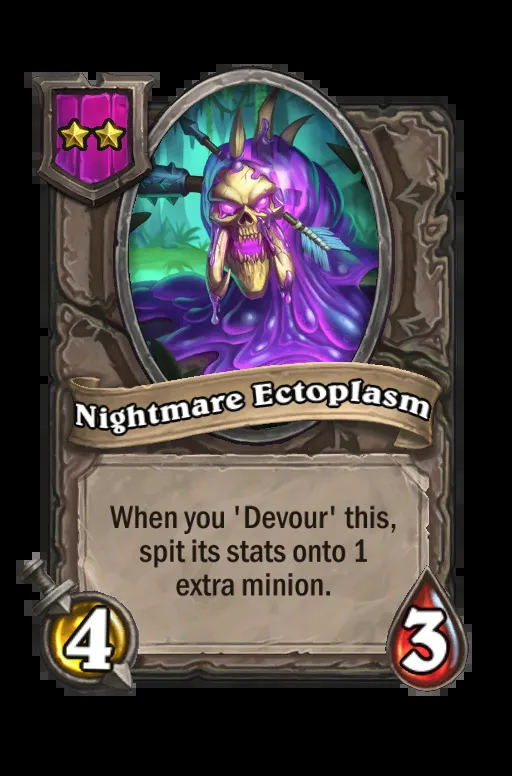 Nightmare Ectoplasm
When you 'Devour' this,
spit its stats onto 1
extra minion.
4
3